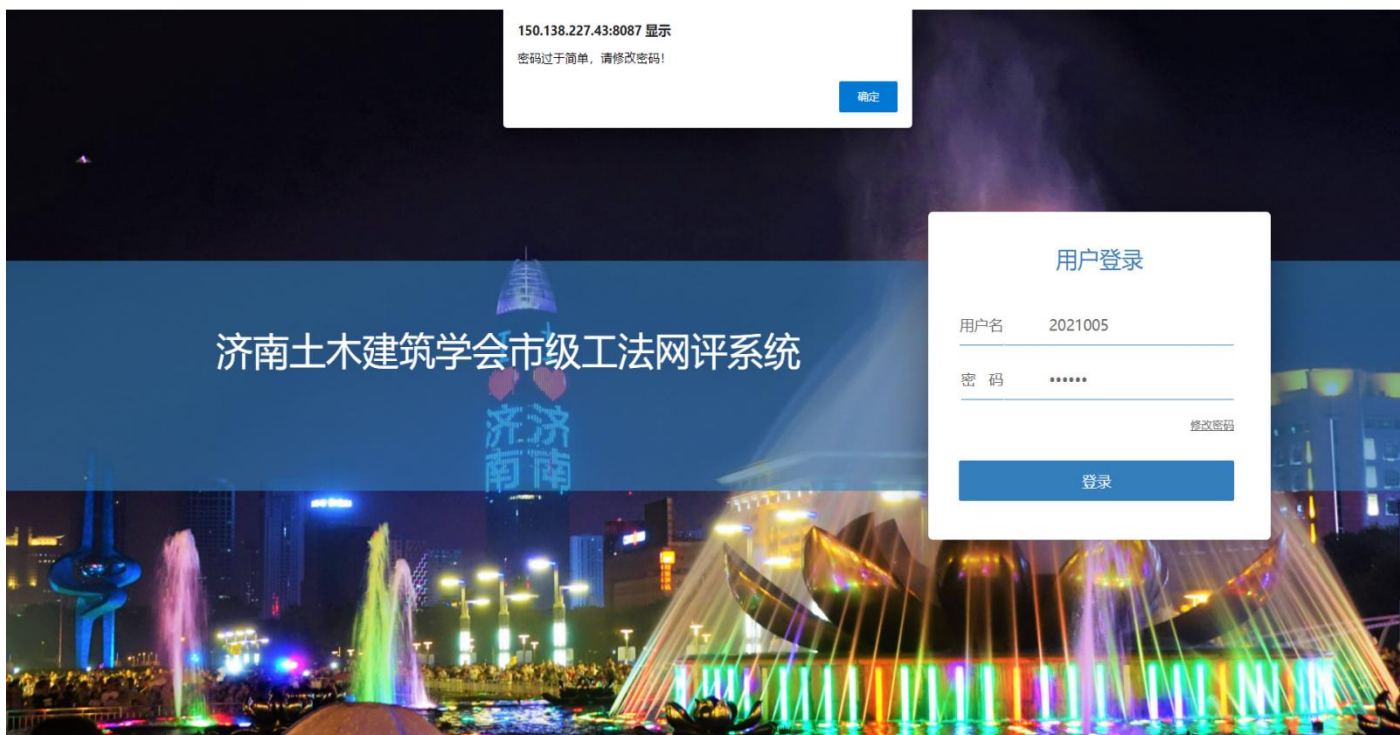 150.138.227.43:8087 显示
密码过于简单，请修改密码！
确定
用户登录
济南土木建筑学会市级工法网评系统
用户名 2021005
密 码 ••••••
修改密码
登录
济济
南南